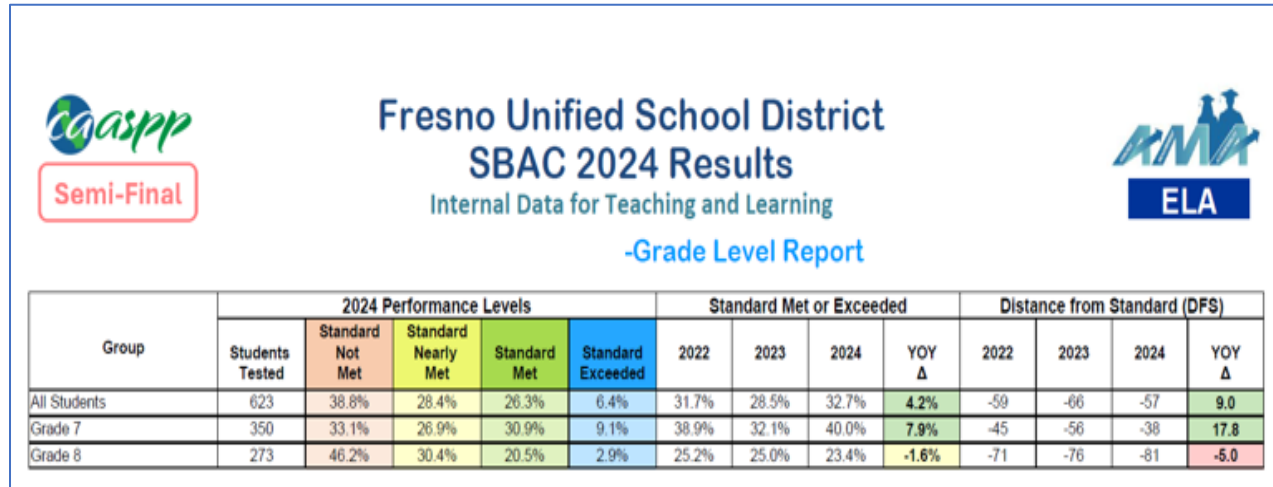 caaspp
Semi-Final
Fresno Unified School District
SBAC 2024 Results
Internal Data for Teaching and Learning
-Grade Level Report
AMA
ELA
2024 Performance Levels Standard Met or Exceeded Distance from Standard (DFS)
Group Students Tested Standard Not Met Standard Nearly Met Standard Met Standard Exceeded 2022 2023 2024 YOY Δ 2022 2023 2024 YOY Δ
All Students 623 38.8% 28.4% 26.3% 6.4% 31.7% 28.5% 32.7% 4.2% -59 -66 -57 9.0
Grade 7 350 33.1% 26.9% 30.9% 9.1% 38.9% 32.1% 40.0% 7.9% -45 -56 -38 17.8
Grade 8 273 46.2% 30.4% 20.5% 2.9% 25.2% 25.0% 23.4% -1.6% -71 -76 -81 -5.0